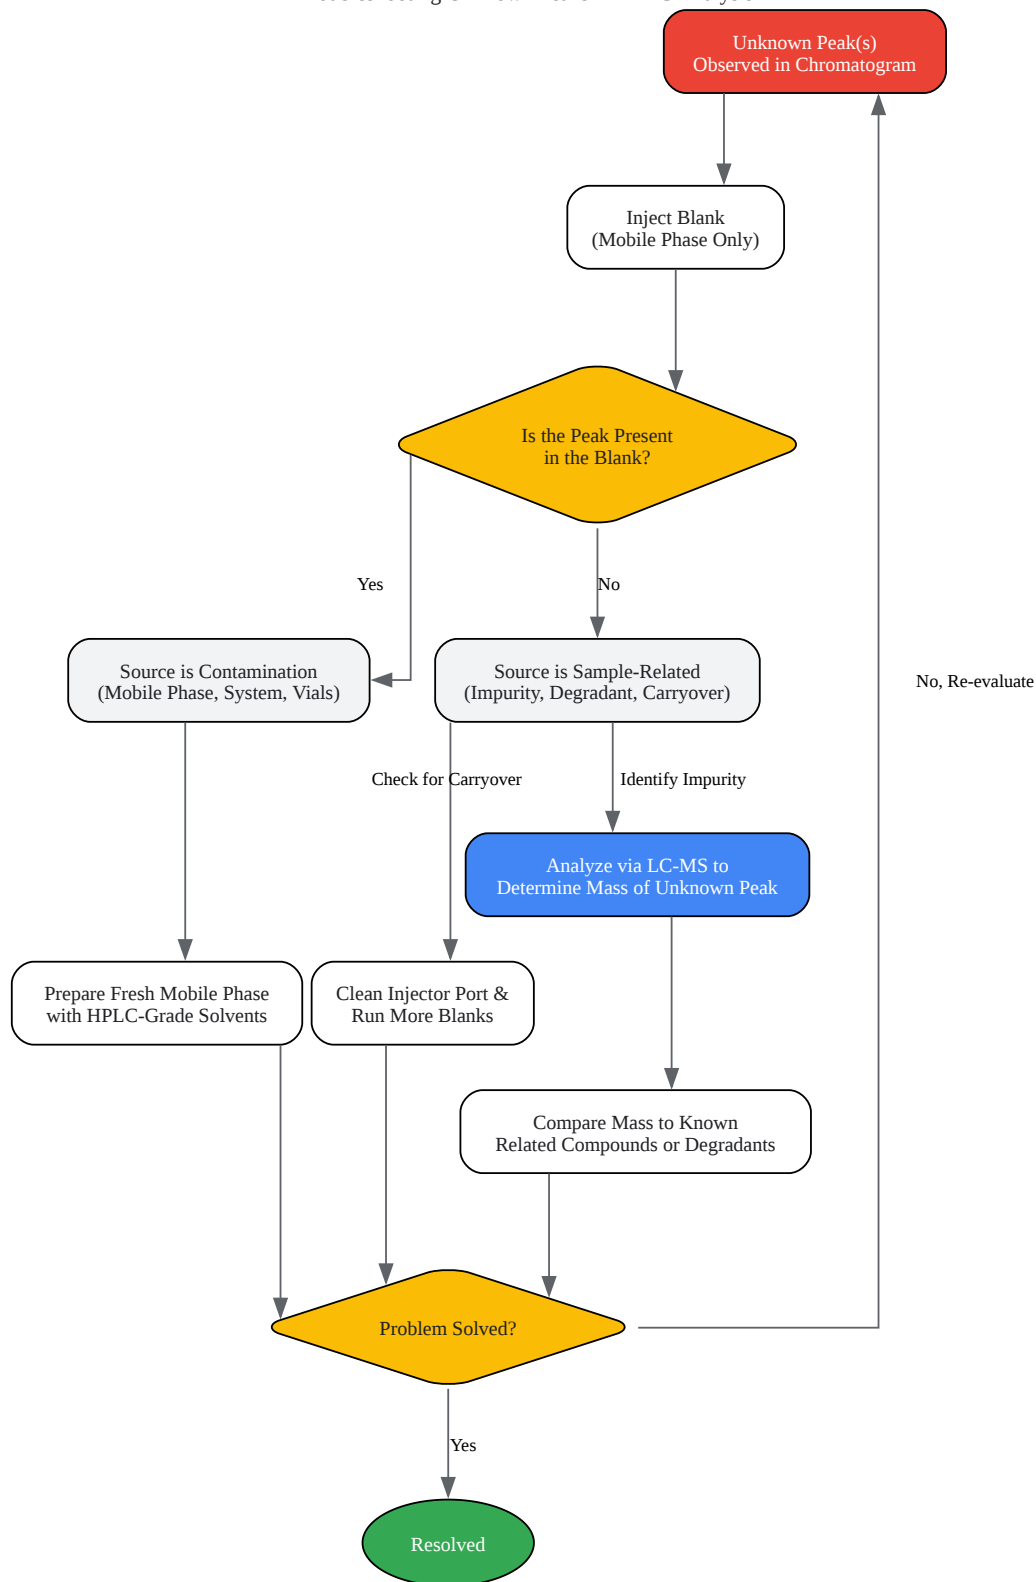 Unknown Peak(s)
Observed in Chromatogram
Inject Blank
(Mobile Phase Only)
Is the Peak Present
in the Blank?
Yes
No
Source is Contamination
(Mobile Phase, System, Vials)
Source is Sample-Related
(Impurity, Degradant, Carryover)
No, Re-evaluate
Check for Carryover
Identify Impurity
Analyze via LC-MS to
Determine Mass of Unknown Peak
Prepare Fresh Mobile Phase
with HPLC-Grade Solvents
Clean Injector Port &
Run More Blanks
Compare Mass to Known
Related Compounds or Degradants
Problem Solved?
Yes
Resolved